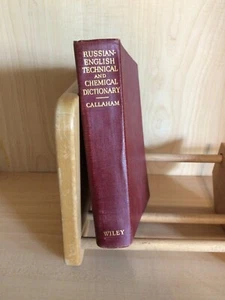 RUSSIAN-
ENGLISH
TECHNICAL
AND
CHEMICAL
DICTIONARY
CALLAHAM
WILEY